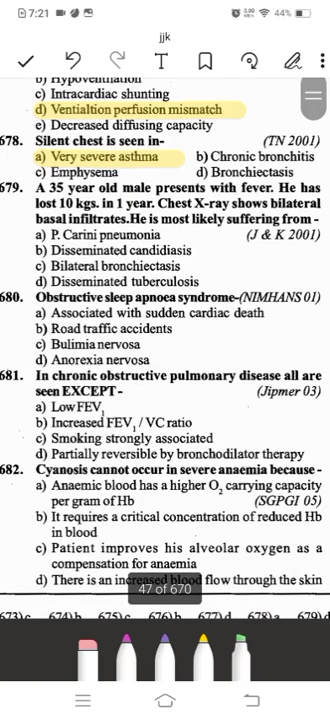 7:21
44%
jjk
b) Hypoventilation
c) Intracardiac shunting
d) Ventialtion perfusion mismatch
e) Decreased diffusing capacity
678. Silent chest is seen in- (TN 2001)
a) Very severe asthma b) Chronic bronchitis
c) Emphysema d) Bronchiectasis
679. A 35 year old male presents with fever. He has
lost 10 kgs. in 1 year. Chest X-ray shows bilateral
basal infiltrates.He is most likely suffering from -
a) P. Carini pneumonia (J & K 2001)
b) Disseminated candidiasis
c) Bilateral bronchiectasis
d) Disseminated tuberculosis
680. Obstructive sleep apnoea syndrome-(NIMHANS 01)
a) Associated with sudden cardiac death
b) Road traffic accidents
c) Bulimia nervosa
d) Anorexia nervosa
681. In chronic obstructive pulmonary disease all are
seen EXCEPT - (Jipmer 03)
a) Low FEV₁
b) Increased FEV₁ / VC ratio
c) Smoking strongly associated
d) Partially reversible by bronchodilator therapy
682. Cyanosis cannot occur in severe anaemia because -
a) Anaemic blood has a higher O₂ carrying capacity
per gram of Hb (SGPGI 05)
b) It requires a critical concentration of reduced Hb
in blood
c) Patient improves his alveolar oxygen as a
compensation for anaemia
d) There is an increased blood flow through the skin
47 of 670
673)c 674)b 675)c 676)b 677)d 678)a 679)d